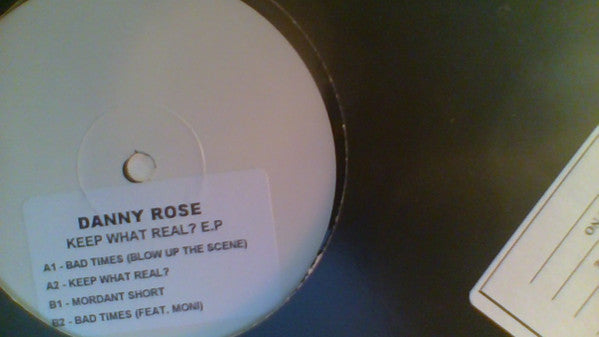 DANNY ROSE
KEEP WHAT REAL? E.P
A1 - BAD TIMES (BLOW UP THE SCENE)
A2 - KEEP WHAT REAL?
B1 - MORDANT SHORT
B2 - BAD TIMES (FEAT. MONI)
NO